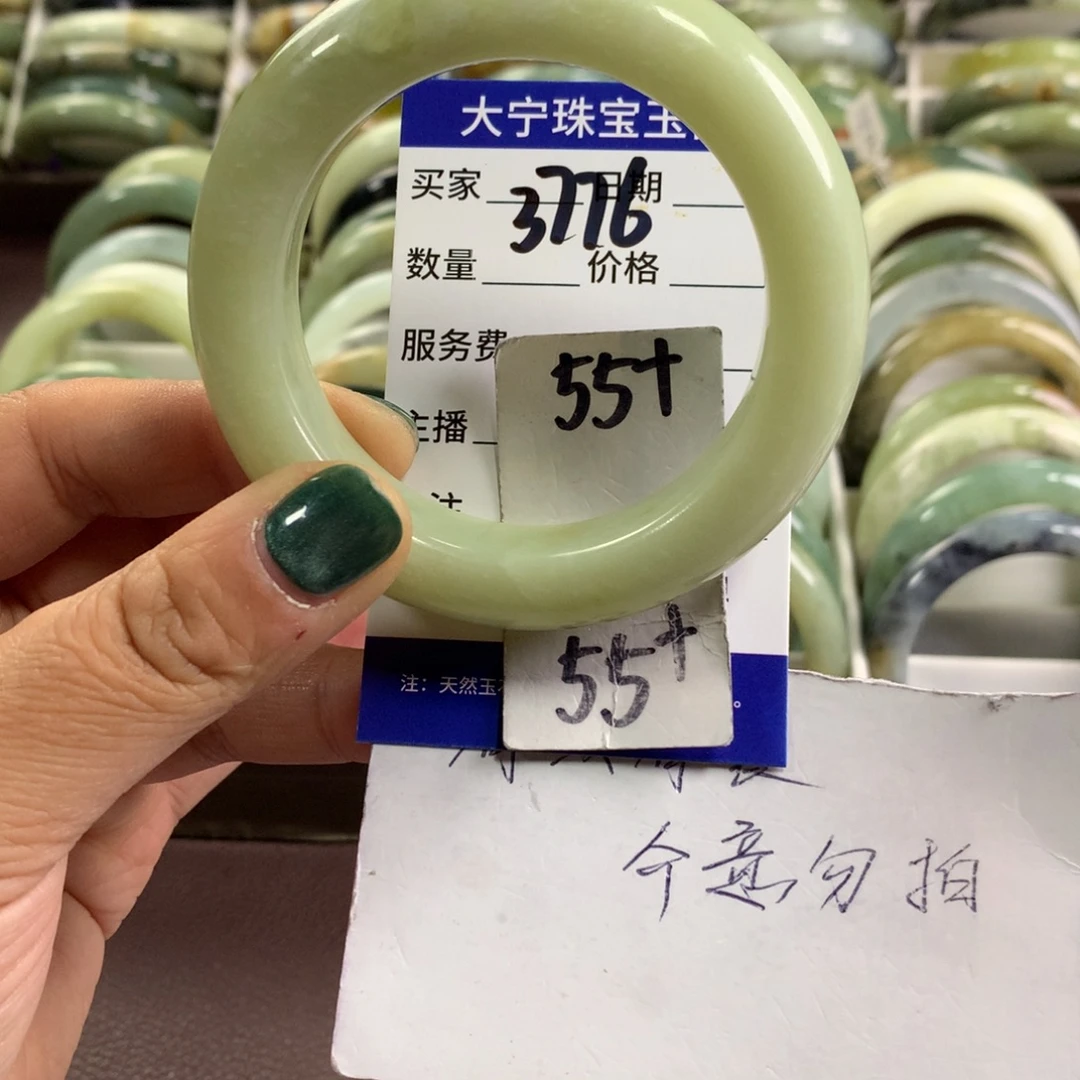 大宁珠宝玉
买家 日期
3776
数量 价格
服务费
55+
主播
注
55+
注：天然玉
介意勿拍